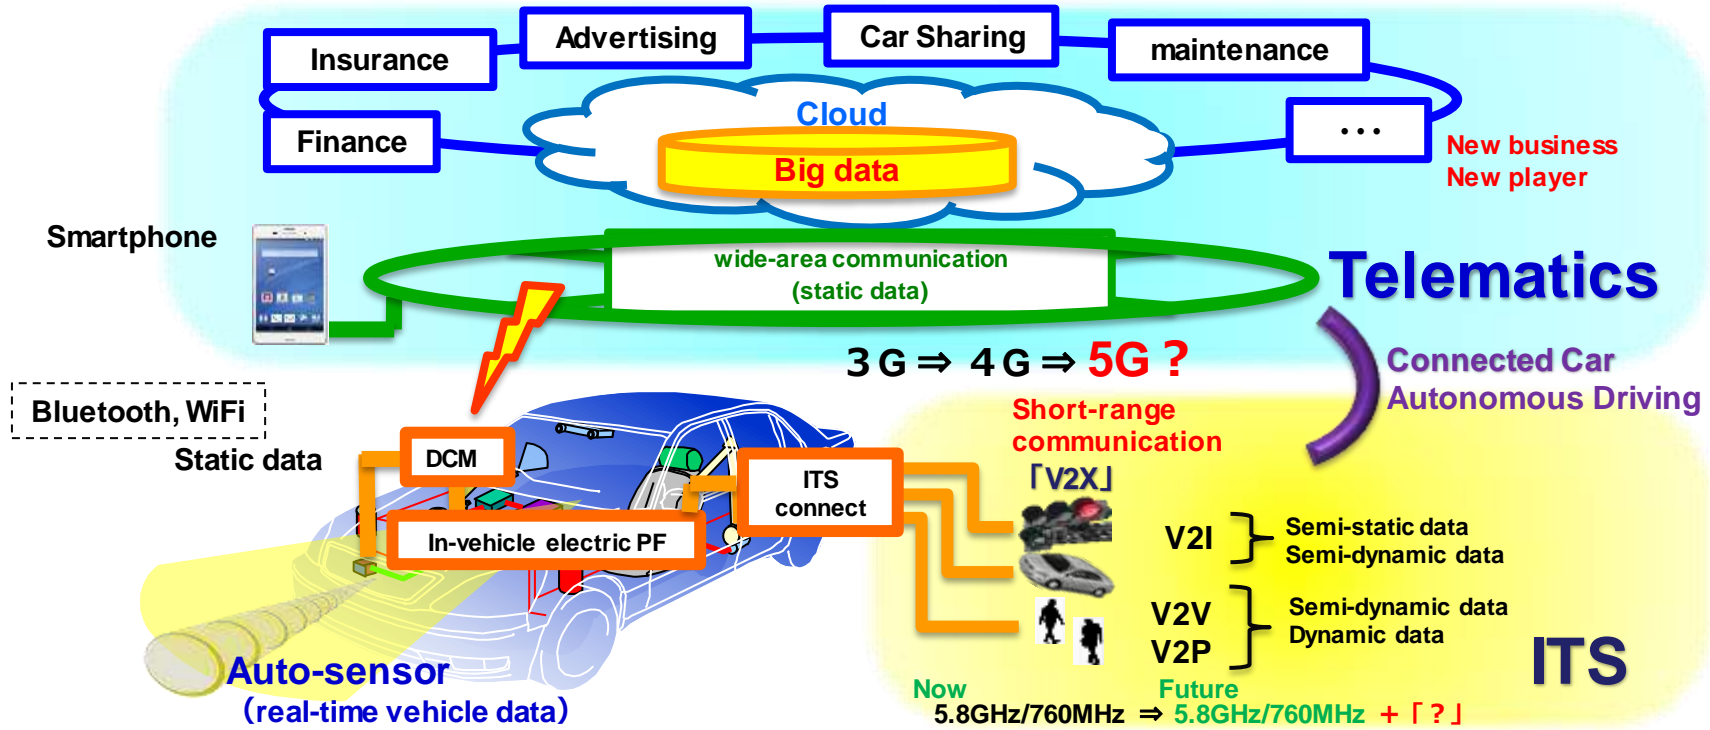 Insurance
Advertising
Car Sharing
maintenance
Finance
Cloud
Big data
・・・
New business
New player
Smartphone
wide-area communication
(static data)
Telematics
3G ⇒ 4G ⇒ 5G ?
Connected Car
Autonomous Driving
Bluetooth, WiFi
Static data
DCM
In-vehicle electric PF
ITS
connect
Short-range
communication
「V2X」
V2I
Semi-static data
Semi-dynamic data
V2V
V2P
Semi-dynamic data
Dynamic data
ITS
Auto-sensor
(real-time vehicle data)
Now
Future
5.8GHz/760MHz ⇒ 5.8GHz/760MHz +「?」